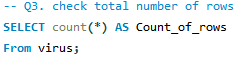 -- Q3. check total number of rows
SELECT count(*) AS Count_of_rows
From virus;